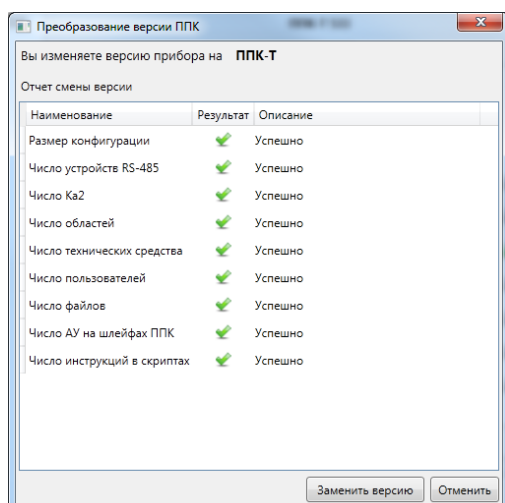 Преобразование версии ППК
Вы изменяете версию прибора на ППК-Т
Отчет смены версии
Наименование Результат Описание
Размер конфигурации Успешно
Число устройств RS-485 Успешно
Число Ка2 Успешно
Число областей Успешно
Число технических средства Успешно
Число пользователей Успешно
Число файлов Успешно
Число АУ на шлейфах ППК Успешно
Число инструкций в скриптах Успешно
Заменить версию Отменить